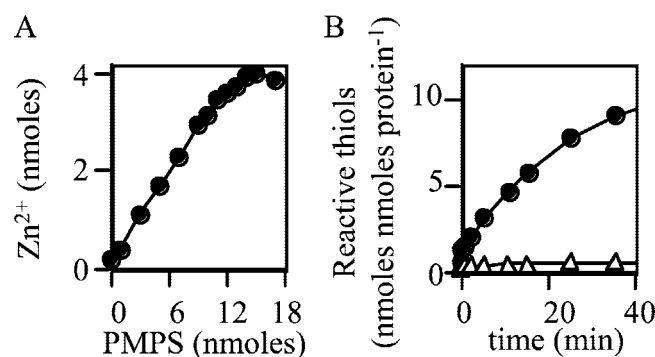 A
B
Zn²⁺ (nmoles)
4
2
0
0 6 12 18
PMPS (nmoles)
Reactive thiols
(nmoles nmoles protein⁻¹)
10
5
0
0 20 40
time (min)